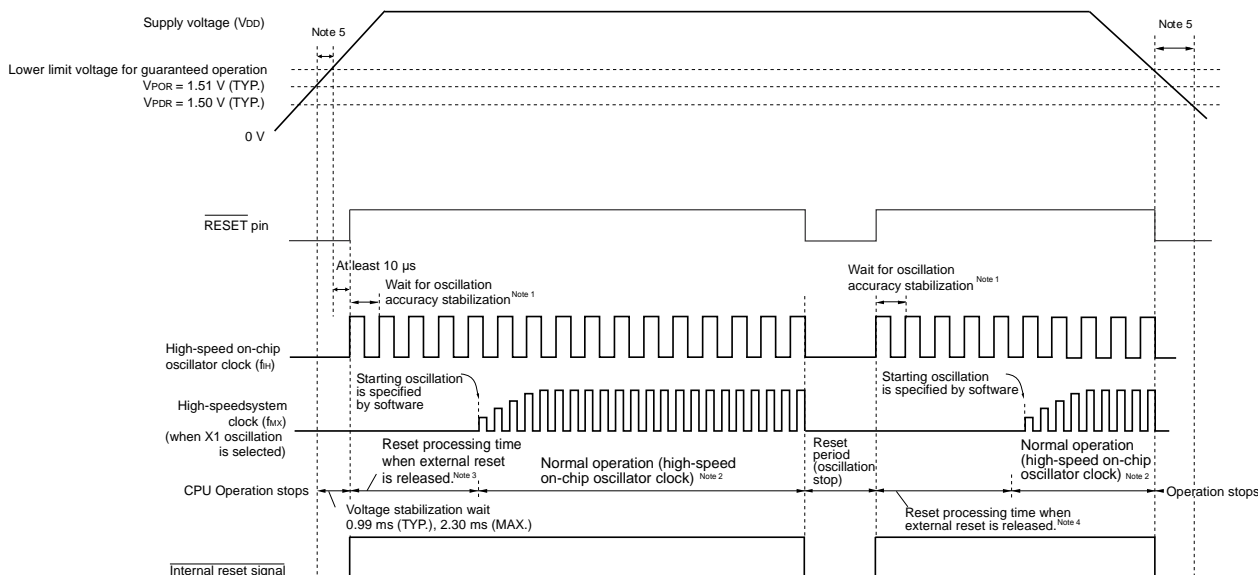 Supply voltage (VDD)
Note 5
Note 5
Lower limit voltage for guaranteed operation
VPOR = 1.51 V (TYP.)
VPDR = 1.50 V (TYP.)
0 V
RESET pin
At least 10 µs
Wait for oscillation
accuracy stabilization Note 1
Wait for oscillation
accuracy stabilization Note 1
High-speed on-chip
oscillator clock (fIH)
Starting oscillation
is specified
by software
Starting oscillation
is specified
by software
High-speedsystem
clock (fMX)
(when X1 oscillation
is selected)
Reset processing time
when external reset
is released. Note 3
Normal operation (high-speed
on-chip oscillator clock) Note 2
Reset
period
(oscillation
stop)
Normal operation
(high-speed on-chip
oscillator clock) Note 2
CPU Operation stops
Operation stops
Voltage stabilization wait
0.99 ms (TYP.), 2.30 ms (MAX.)
Reset processing time when
external reset is released. Note 4
Internal reset signal